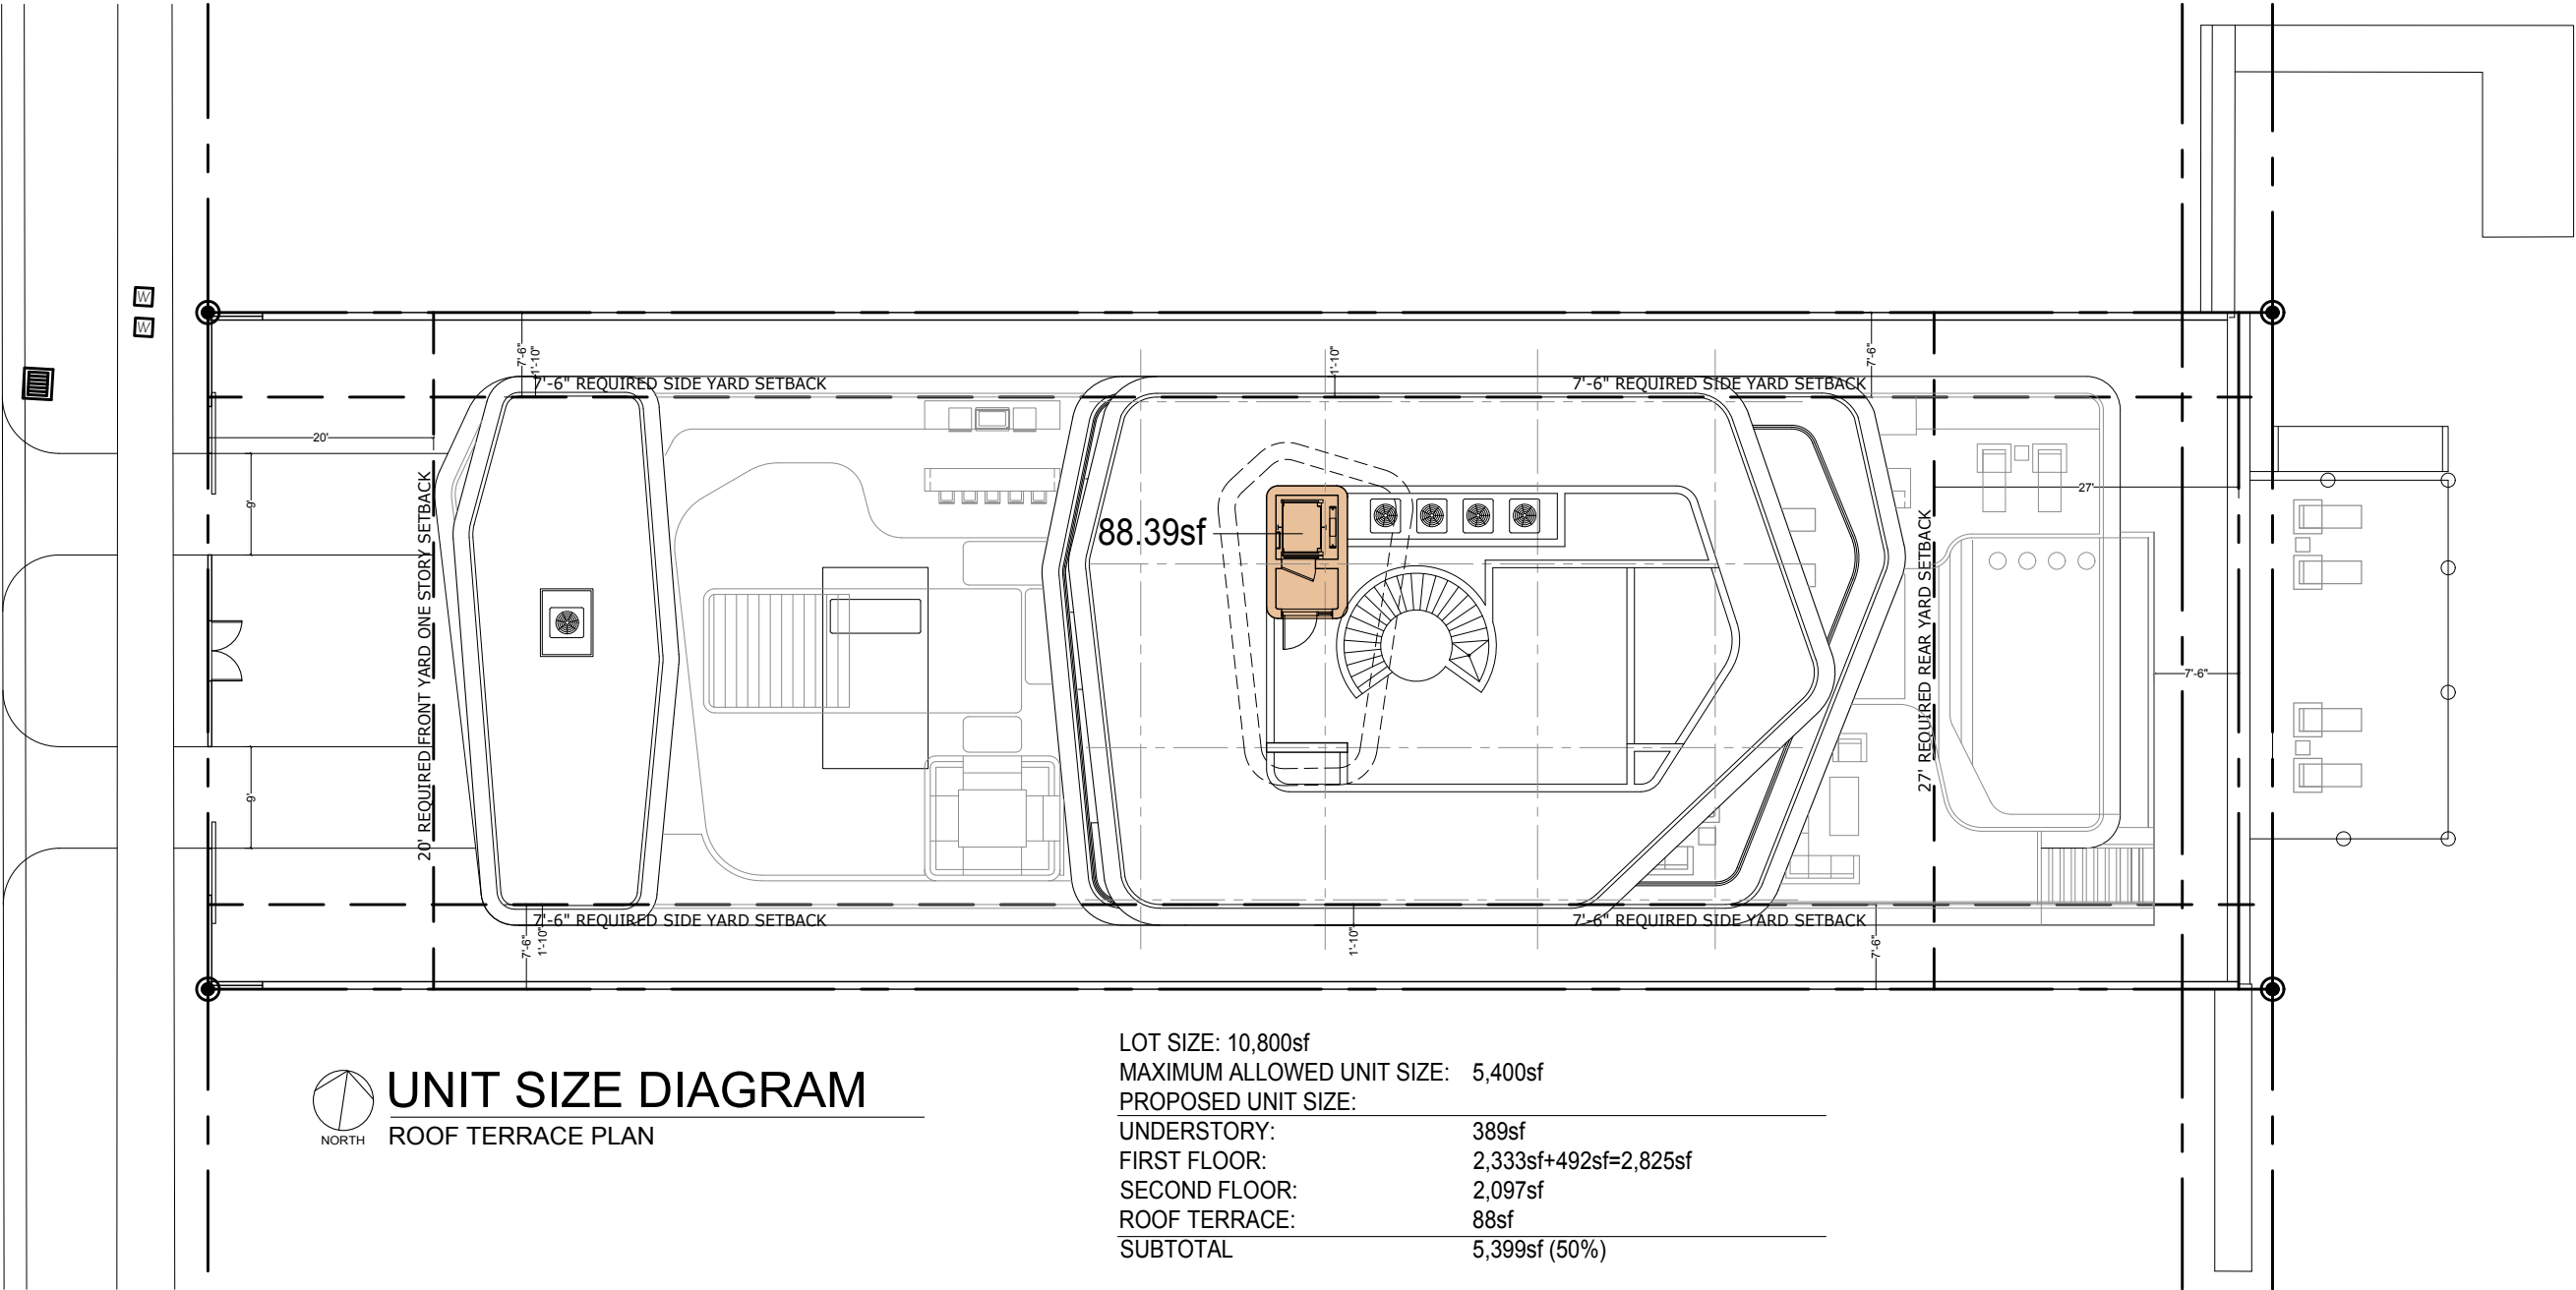 W
W
7'-6"
1'-10"
1'-10"
7'-6"
7'-6" REQUIRED SIDE YARD SETBACK
7'-6" REQUIRED SIDE YARD SETBACK
20'
9'
27'
88.39sf
20' REQUIRED FRONT YARD ONE STORY SETBACK
27' REQUIRED REAR YARD SETBACK
7'-6"
9'
7'-6" REQUIRED SIDE YARD SETBACK
7'-6" REQUIRED SIDE YARD SETBACK
7'-6"
1'-10"
1'-10"
7'-6"
NORTH
UNIT SIZE DIAGRAM
ROOF TERRACE PLAN
LOT SIZE: 10,800sf
MAXIMUM ALLOWED UNIT SIZE: 5,400sf
PROPOSED UNIT SIZE:
UNDERSTORY: 389sf
FIRST FLOOR: 2,333sf+492sf=2,825sf
SECOND FLOOR: 2,097sf
ROOF TERRACE: 88sf
SUBTOTAL 5,399sf (50%)